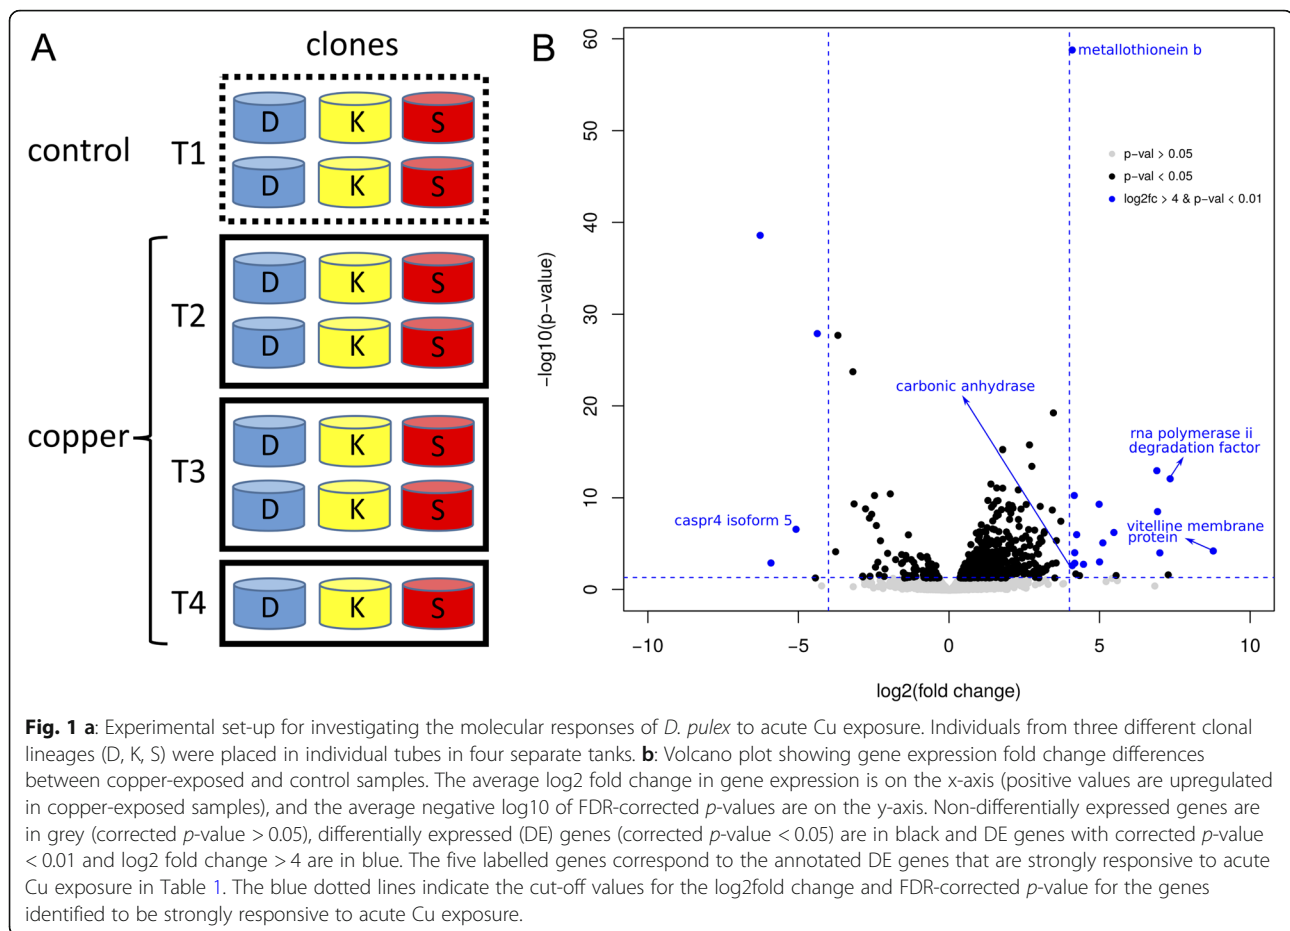 A
clones
control
T1
D K S
D K S
copper
T2
D K S
D K S
T3
D K S
D K S
T4
D K S
B
−log10(p−value)
60
50
40
30
20
10
0
−10 −5 0 5 10
log2(fold change)
metallothionein b
p−val > 0.05
p−val < 0.05
log2fc > 4 & p−val < 0.01
carbonic anhydrase
rna polymerase ii
degradation factor
caspr4 isoform 5
vitelline membrane
protein
Fig. 1 a: Experimental set-up for investigating the molecular responses of D. pulex to acute Cu exposure. Individuals from three different clonal
lineages (D, K, S) were placed in individual tubes in four separate tanks. b: Volcano plot showing gene expression fold change differences
between copper-exposed and control samples. The average log2 fold change in gene expression is on the x-axis (positive values are upregulated
in copper-exposed samples), and the average negative log10 of FDR-corrected p-values are on the y-axis. Non-differentially expressed genes are
in grey (corrected p-value > 0.05), differentially expressed (DE) genes (corrected p-value < 0.05) are in black and DE genes with corrected p-value
< 0.01 and log2 fold change > 4 are in blue. The five labelled genes correspond to the annotated DE genes that are strongly responsive to acute
Cu exposure in Table 1. The blue dotted lines indicate the cut-off values for the log2fold change and FDR-corrected p-value for the genes
identified to be strongly responsive to acute Cu exposure.